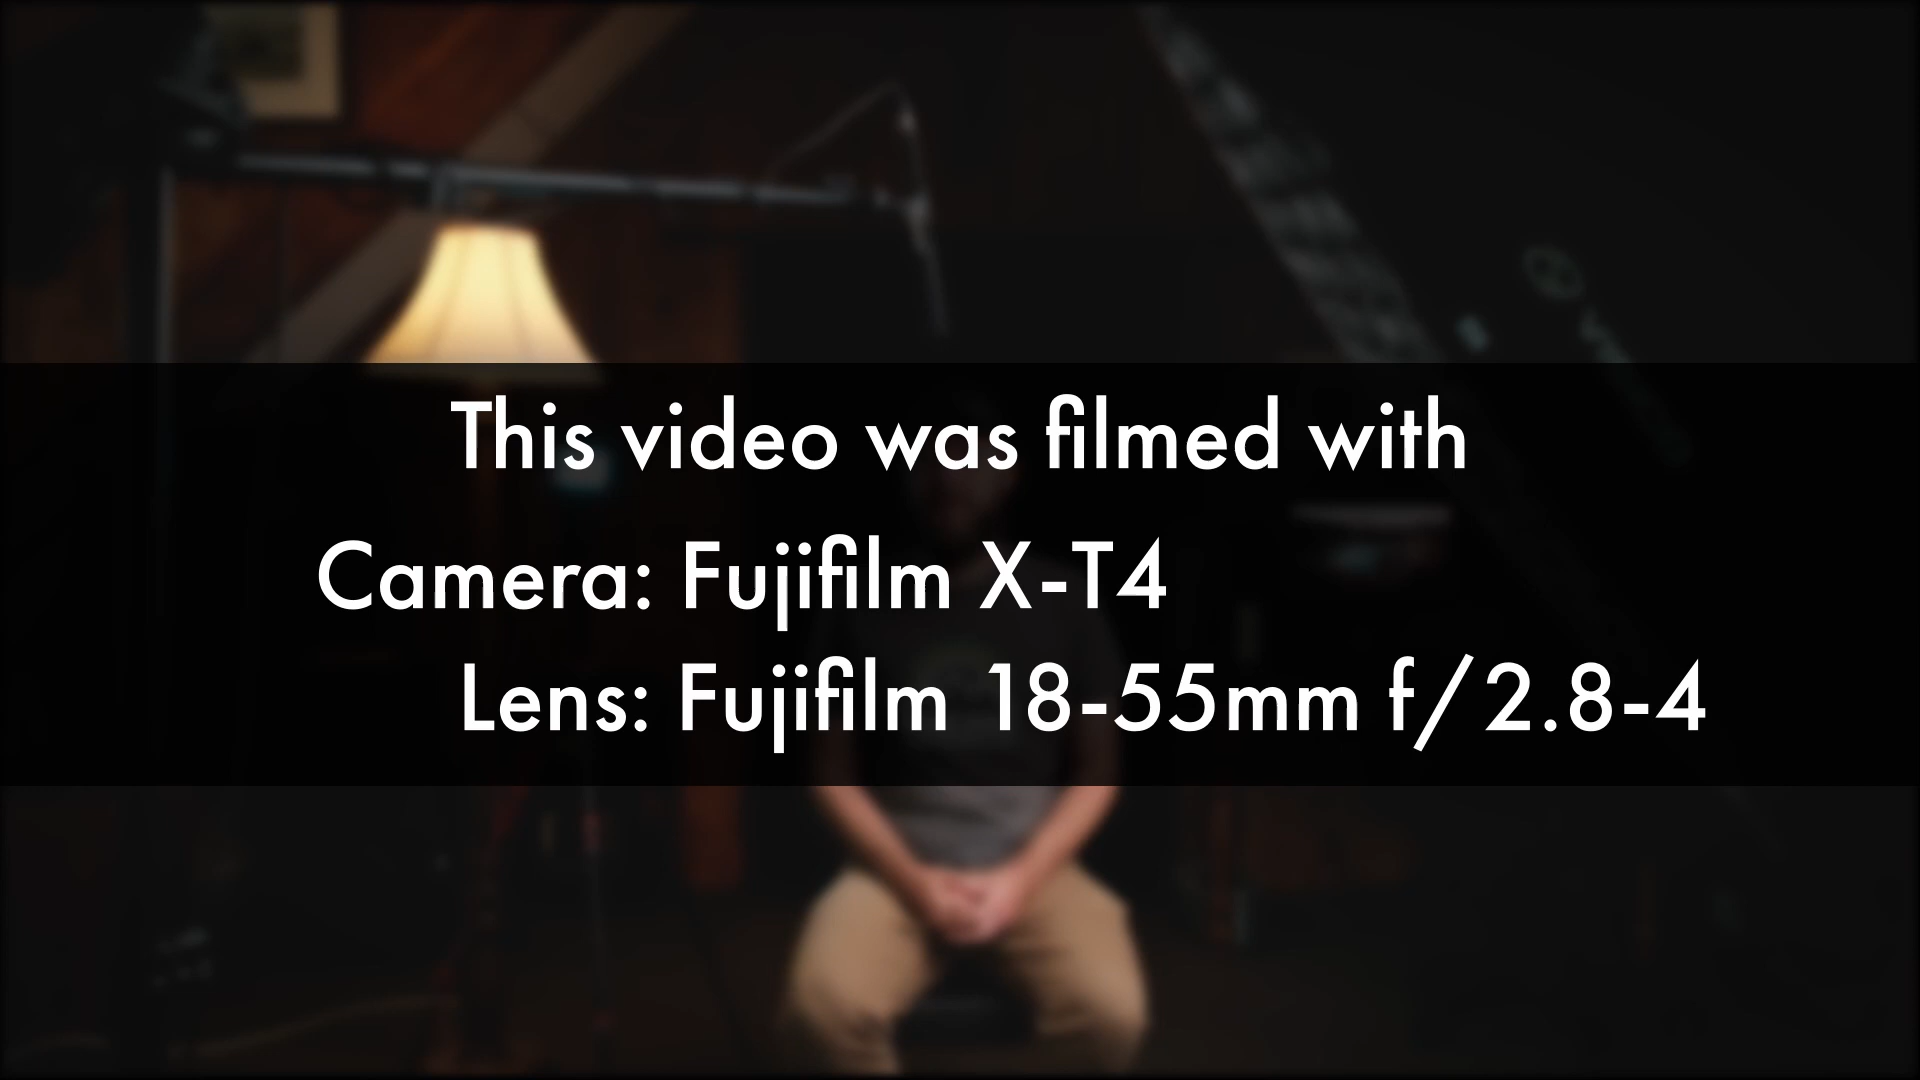 This video was filmed with
Camera: Fujifilm X-T4
Lens: Fujifilm 18-55mm f/2.8-4